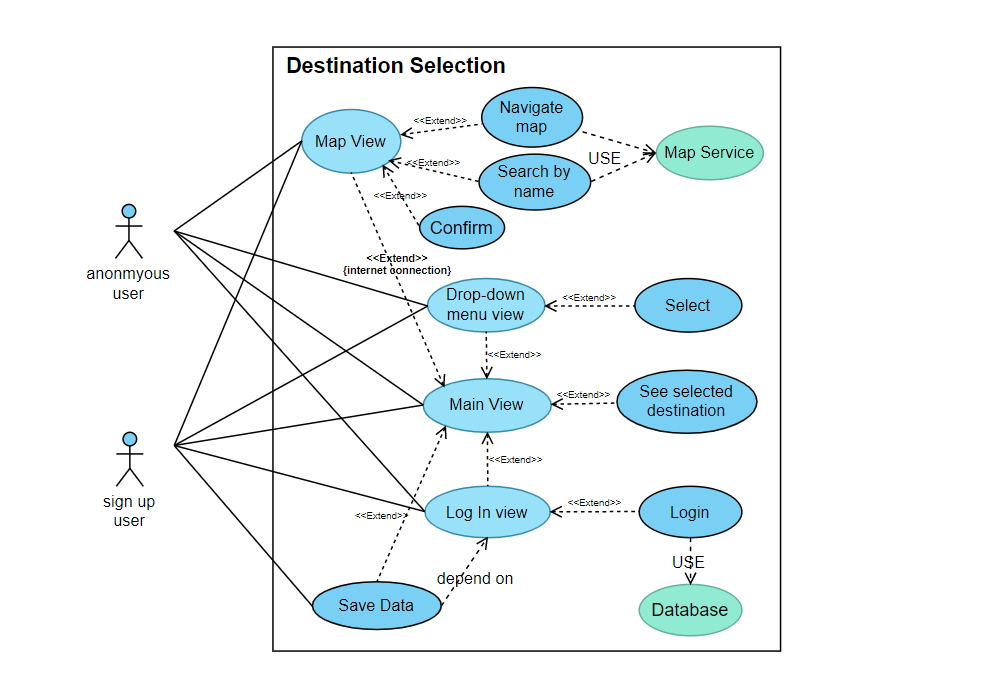 Destination Selection
Navigate
map
<<Extend>>
Map View
Map Service
USE
<<Extend>>
Search by
name
<<Extend>>
Confirm
anonmyous
user
<<Extend>>
{internet connection}
Drop-down
menu view
<<Extend>>
Select
<<Extend>>
Main View
<<Extend>>
See selected
destination
<<Extend>>
sign up
user
<<Extend>>
Log In view
<<Extend>>
Login
USE
depend on
Save Data
Database